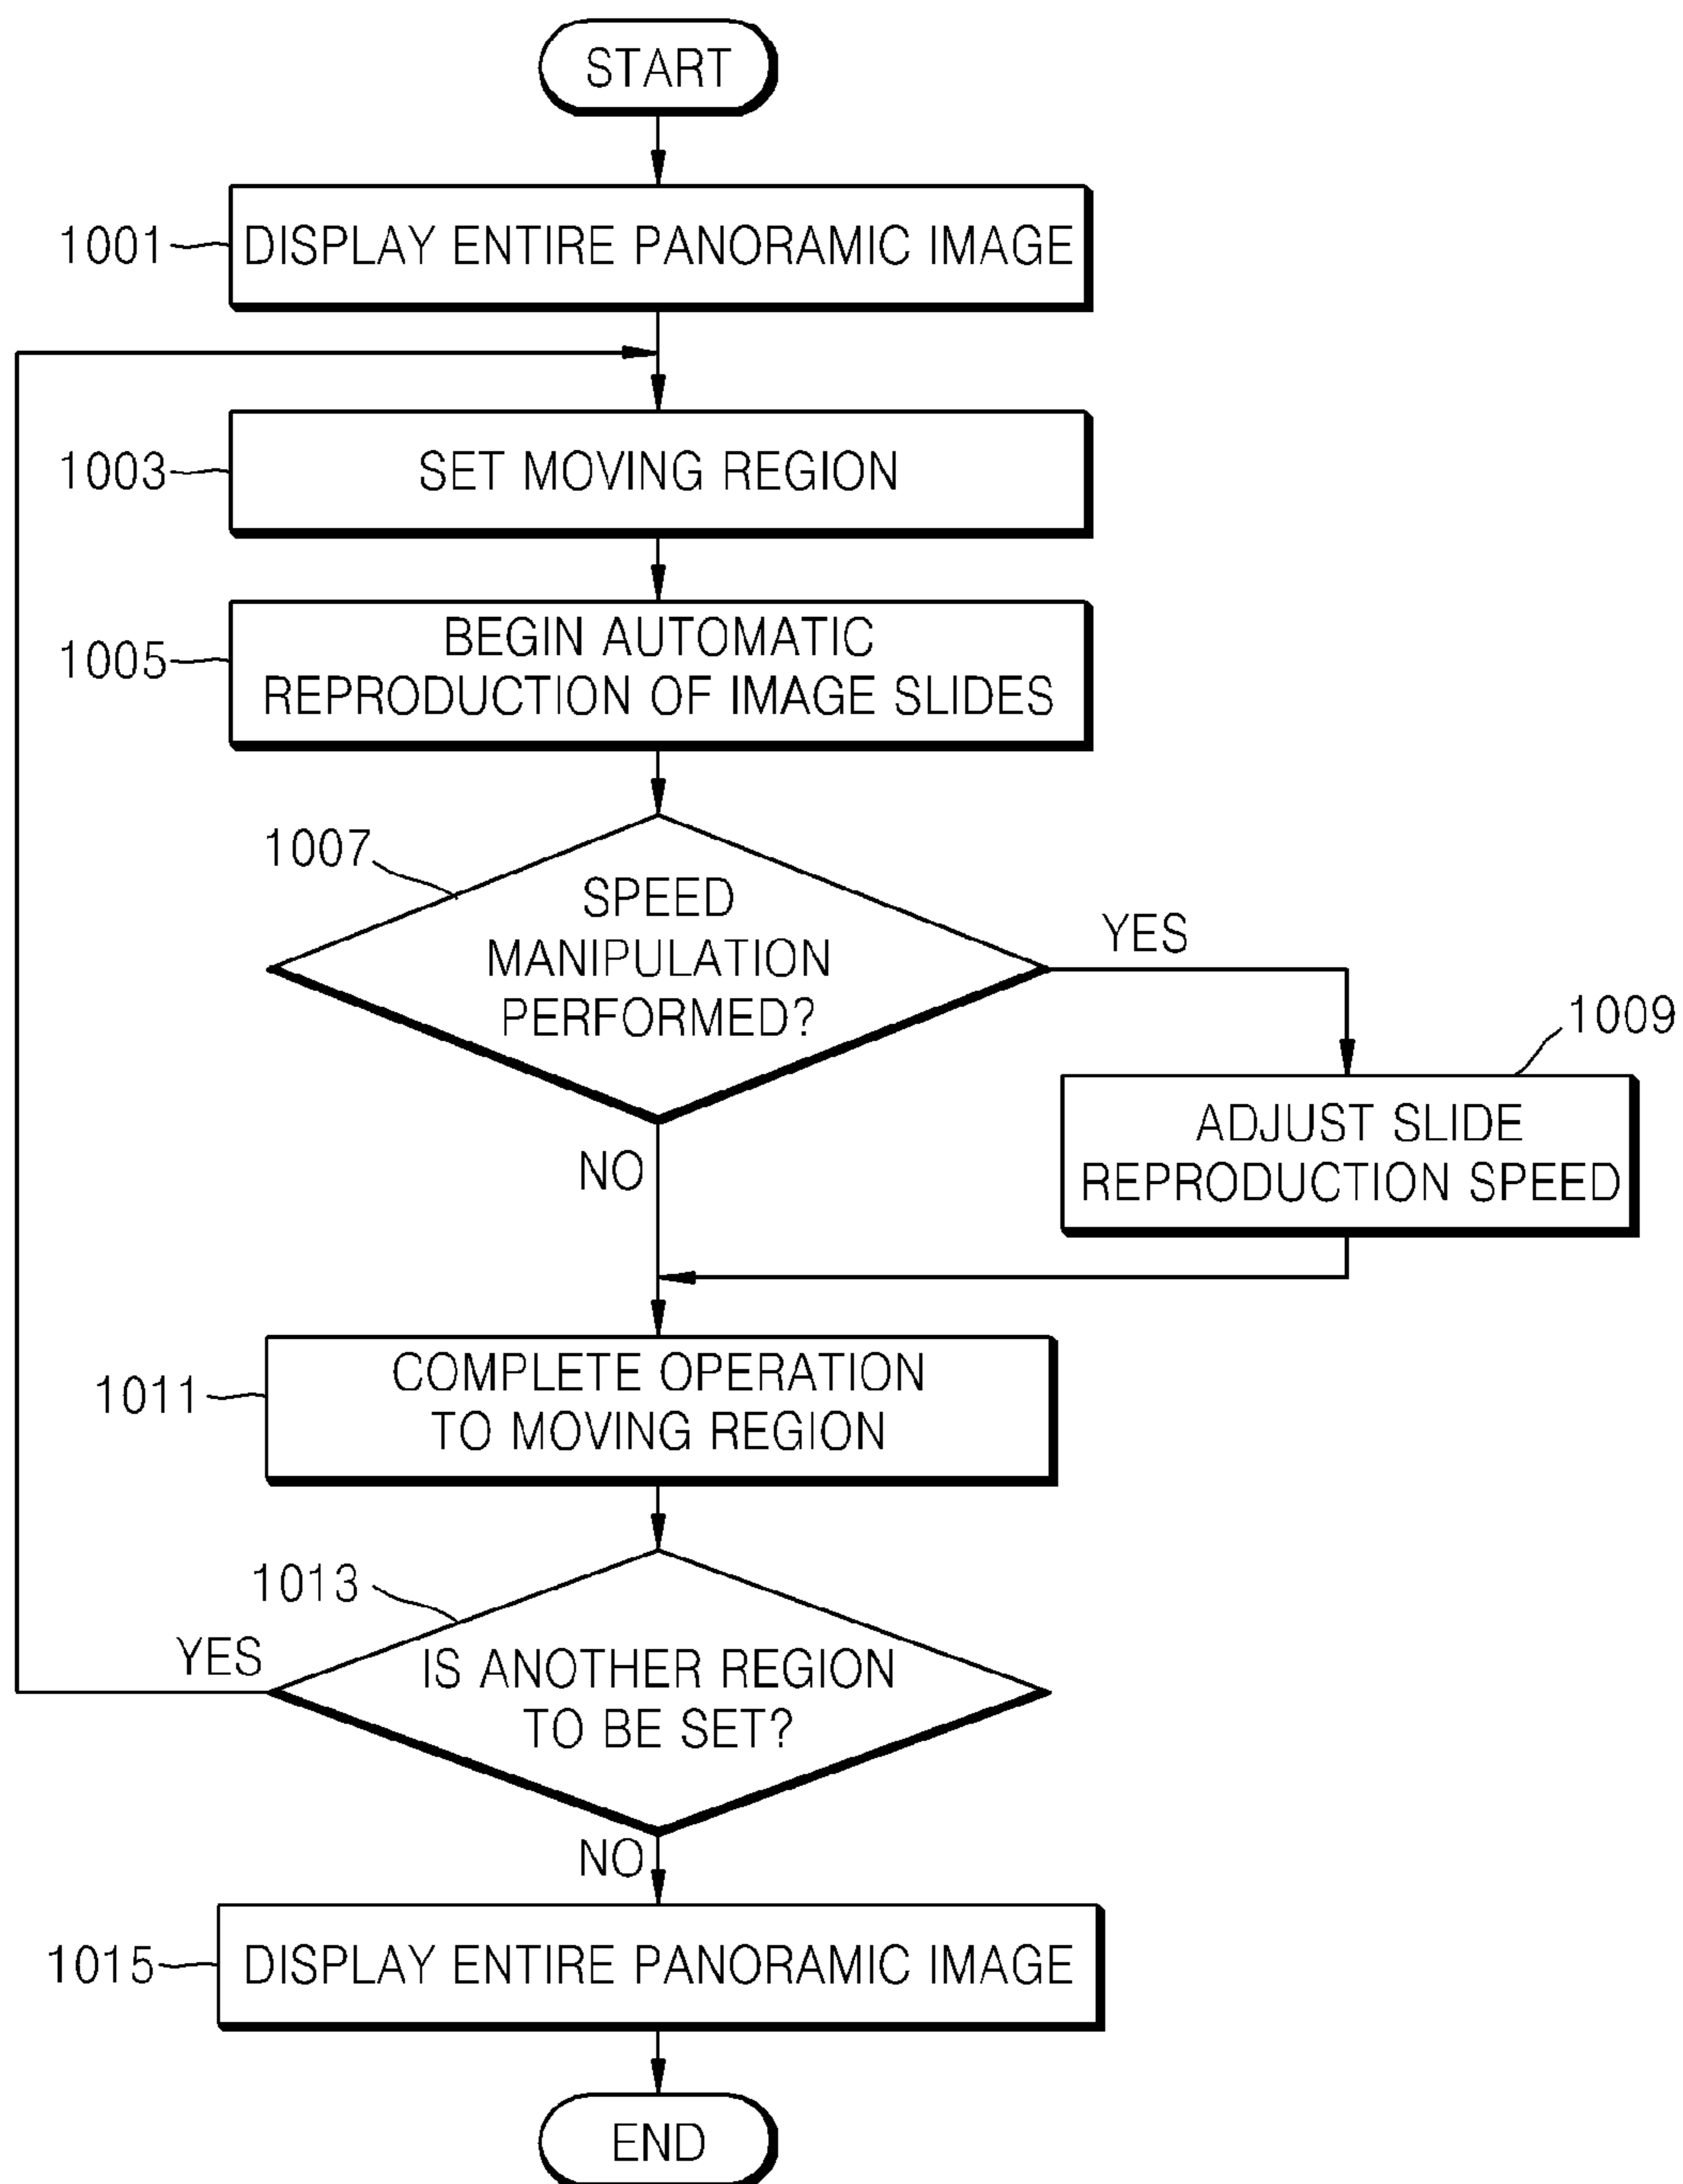 START
1001
DISPLAY ENTIRE PANORAMIC IMAGE
1003
SET MOVING REGION
1005
BEGIN AUTOMATIC
REPRODUCTION OF IMAGE SLIDES
1007
SPEED
MANIPULATION
PERFORMED?
YES
1009
ADJUST SLIDE
REPRODUCTION SPEED
NO
1011
COMPLETE OPERATION
TO MOVING REGION
1013
YES
IS ANOTHER REGION
TO BE SET?
NO
1015
DISPLAY ENTIRE PANORAMIC IMAGE
END